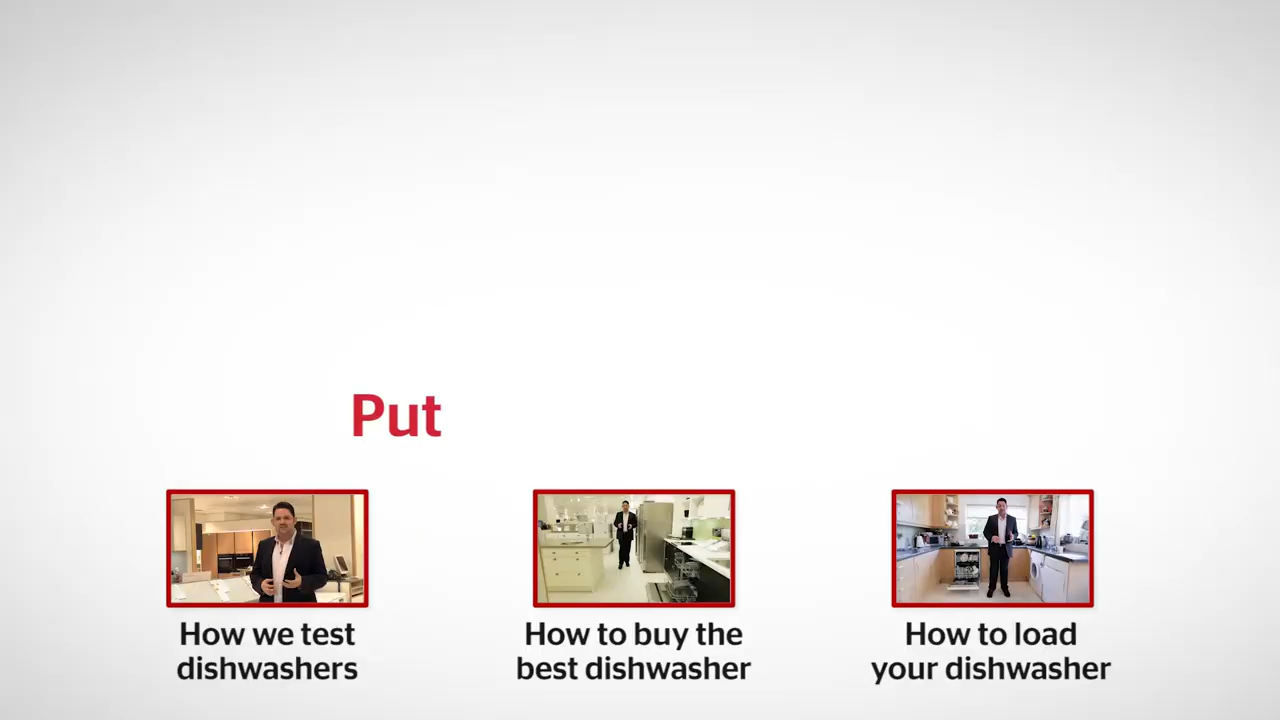 Put
How we test
dishwashers
How to buy the
best dishwasher
How to load
your dishwasher